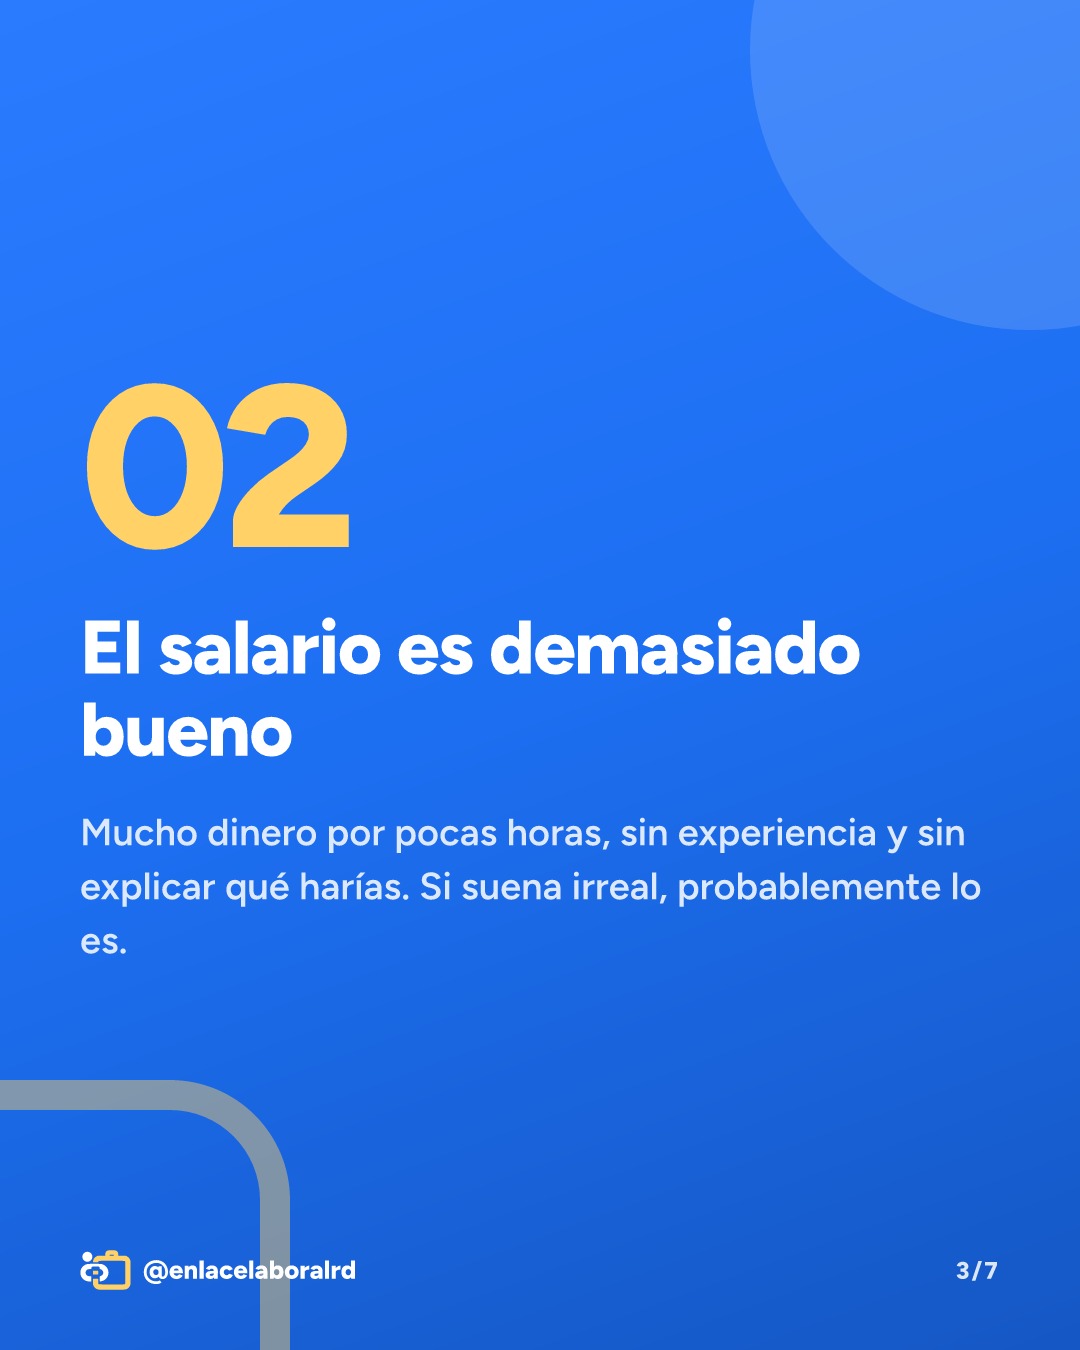 02
El salario es demasiado
bueno
Mucho dinero por pocas horas, sin experiencia y sin
explicar qué harías. Si suena irreal, probablemente lo
es.
@enlacelaboralrd
3/7